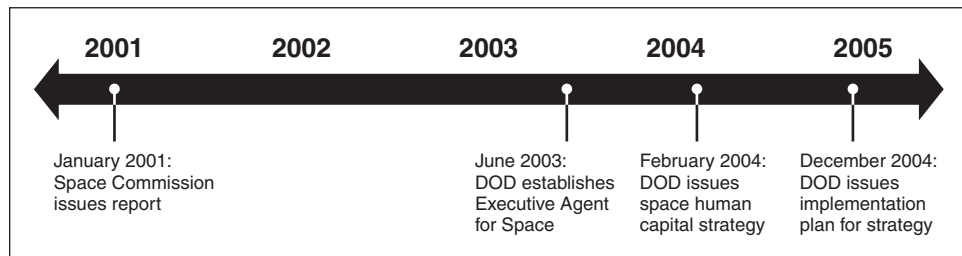 2001 2002 2003 2004 2005
January 2001:
Space Commission
issues report
June 2003:
DOD establishes
Executive Agent
for Space
February 2004:
DOD issues
space human
capital strategy
December 2004:
DOD issues
implementation
plan for strategy